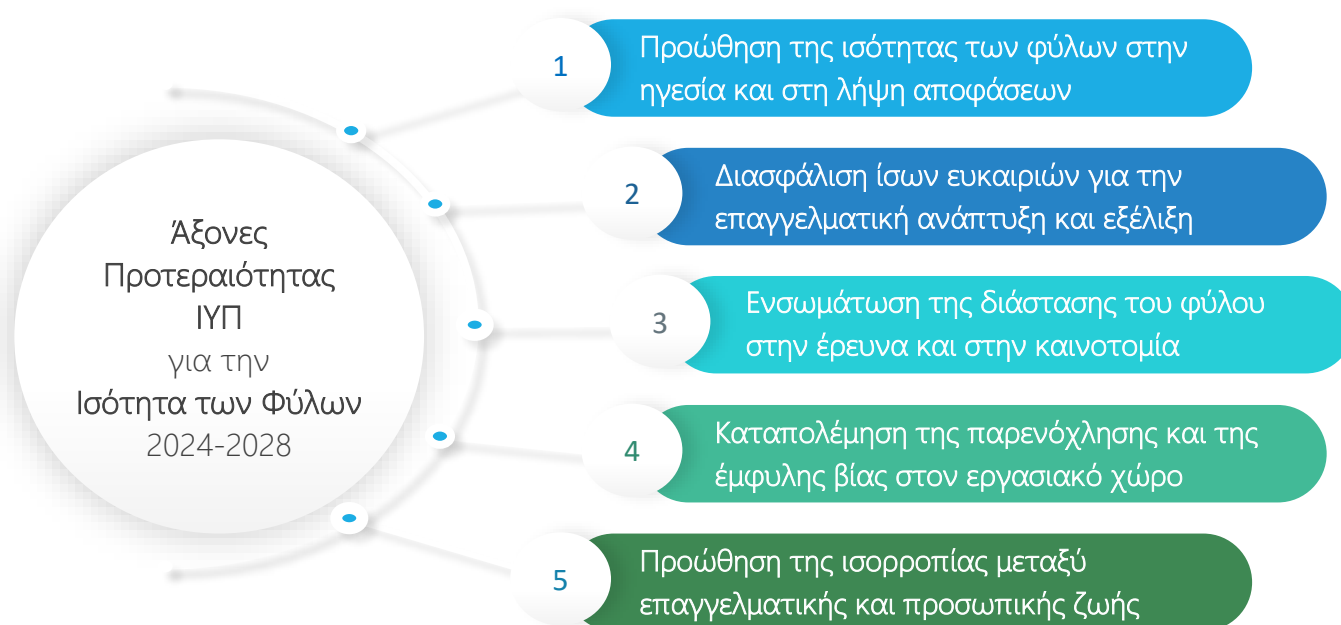 Άξονες
Προτεραιότητας
ΙΥΠ
για την
Ισότητα των Φύλων
2024-2028
1
Προώθηση της ισότητας των φύλων στην
ηγεσία και στη λήψη αποφάσεων
2
Διασφάλιση ίσων ευκαιριών για την
επαγγελματική ανάπτυξη και εξέλιξη
3
Ενσωμάτωση της διάστασης του φύλου
στην έρευνα και στην καινοτομία
4
Καταπολέμηση της παρενόχλησης και της
έμφυλης βίας στον εργασιακό χώρο
5
Προώθηση της ισορροπίας μεταξύ
επαγγελματικής και προσωπικής ζωής